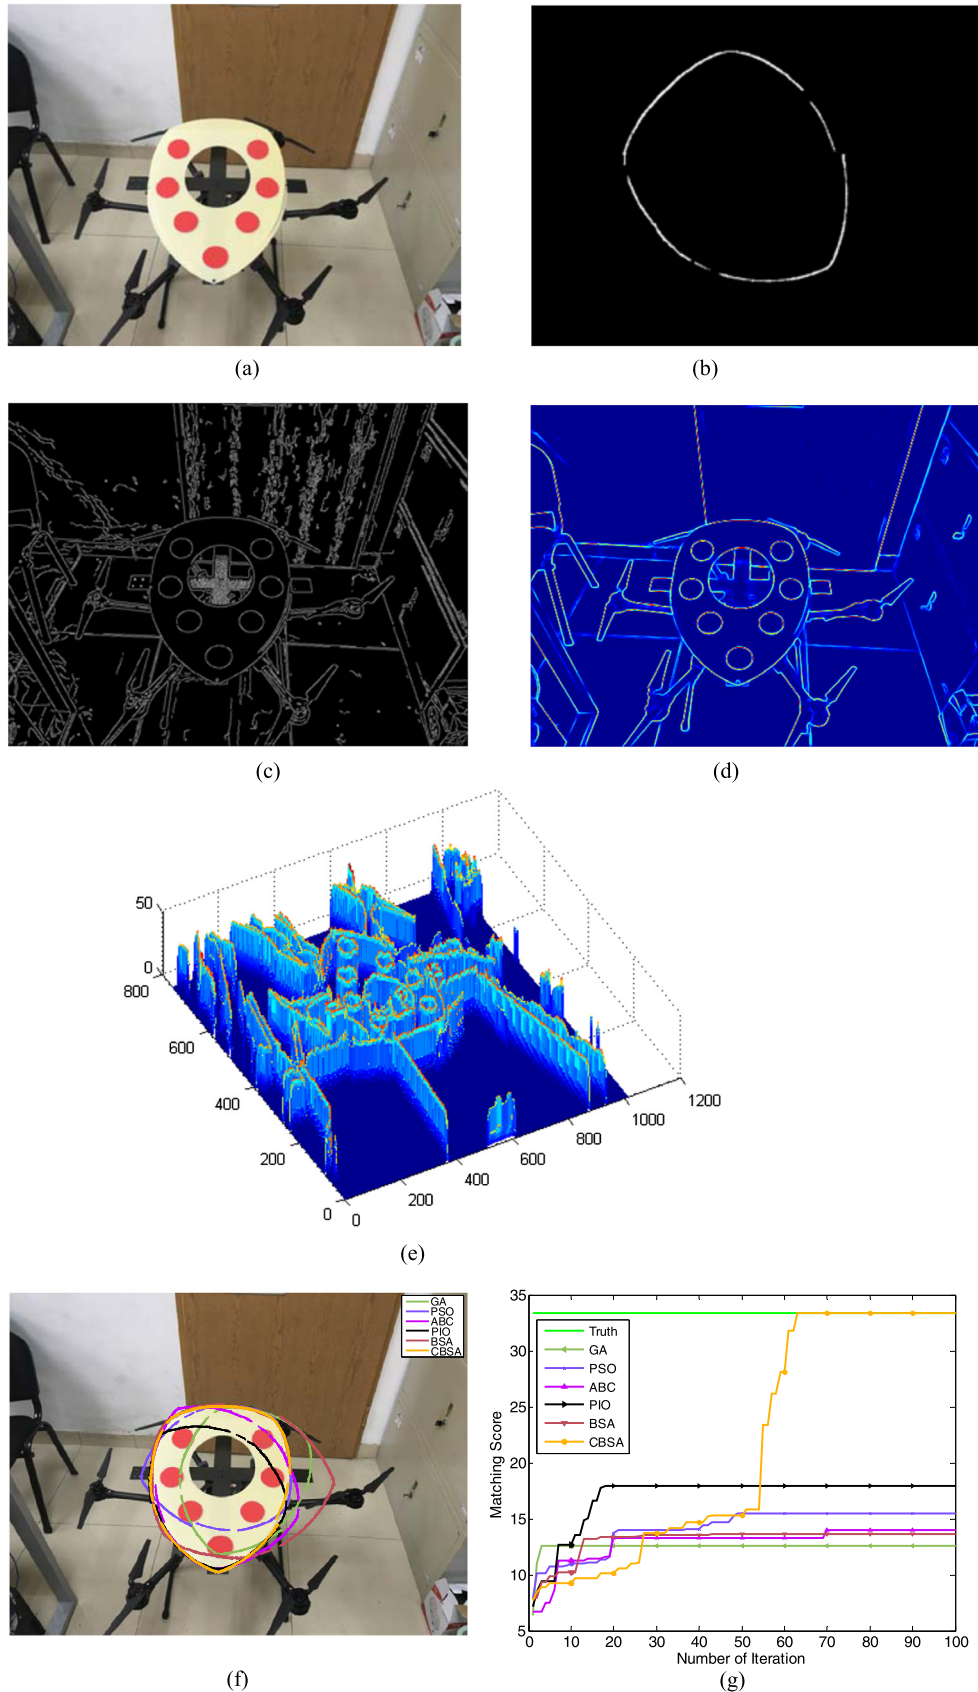 (a)
(b)
(c)
(d)
50
0
800
600
400
200
0
0
200
400
600
800
1000
1200
(e)
GA
PSO
ABC
PIO
BSA
CBSA
(f)
35
30
25
20
15
10
5
Matching Score
Truth
GA
PSO
ABC
PIO
BSA
CBSA
0 10 20 30 40 50 60 70 80 90 100
Number of Iteration
(g)